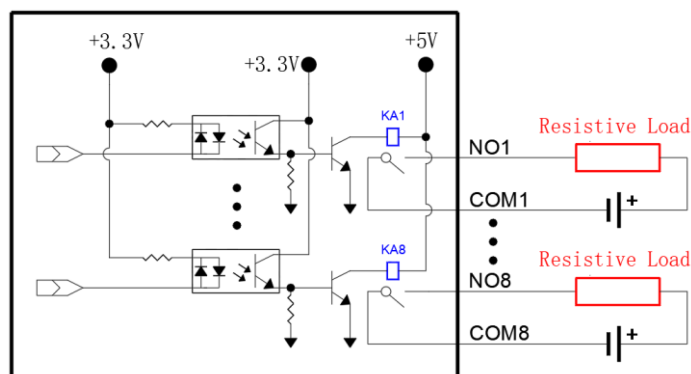 +3.3V
+3.3V
+5V
KA1
Resistive Load
NO1
COM1
+
KA8
Resistive Load
NO8
COM8
+